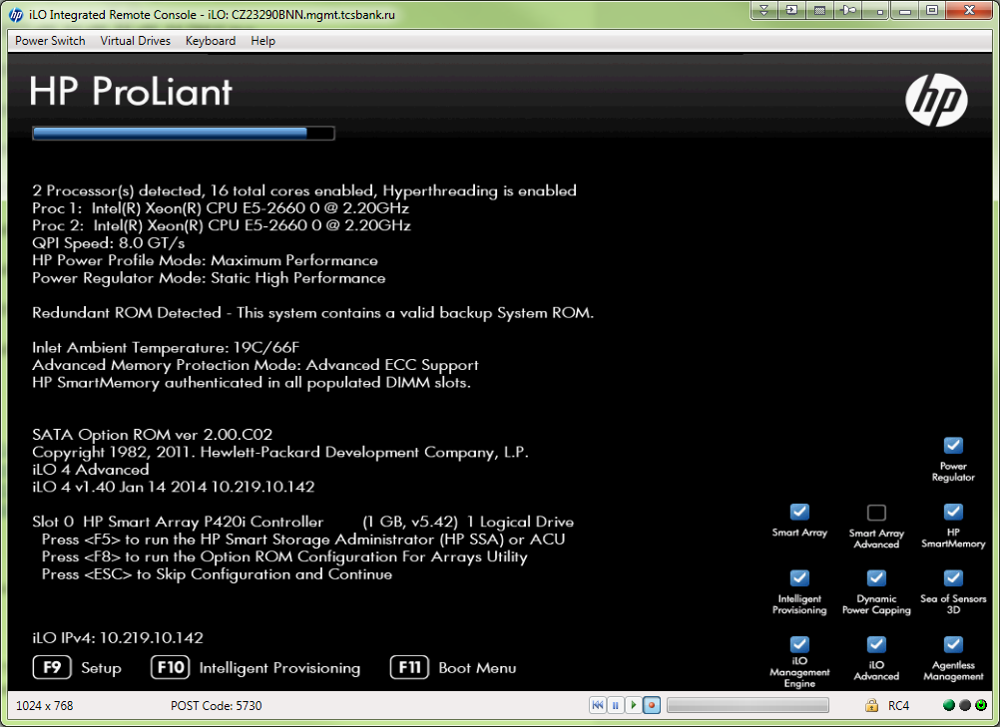 iLO Integrated Remote Console - iLO: CZ23290BNN.mgmt.tcsbank.ru
Power Switch Virtual Drives Keyboard Help
HP ProLiant
hp
2 Processor(s) detected, 16 total cores enabled, Hyperthreading is enabled
Proc 1: Intel(R) Xeon(R) CPU E5-2660 0 @ 2.20GHz
Proc 2: Intel(R) Xeon(R) CPU E5-2660 0 @ 2.20GHz
QPI Speed: 8.0 GT/s
HP Power Profile Mode: Maximum Performance
Power Regulator Mode: Static High Performance
Redundant ROM Detected - This system contains a valid backup System ROM.
Inlet Ambient Temperature: 19C/66F
Advanced Memory Protection Mode: Advanced ECC Support
HP SmartMemory authenticated in all populated DIMM slots.
SATA Option ROM ver 2.00.C02
Copyright 1982, 2011. Hewlett-Packard Development Company, L.P.
iLO 4 Advanced
iLO 4 v1.40 Jan 14 2014 10.219.10.142
Slot 0 HP Smart Array P420i Controller (1 GB, v5.42) 1 Logical Drive
Press <F5> to run the HP Smart Storage Administrator (HP SSA) or ACU
Press <F8> to run the Option ROM Configuration For Arrays Utility
Press <ESC> to Skip Configuration and Continue
Power
Regulator
Smart Array
Smart Array
Advanced
HP
SmartMemory
Intelligent
Provisioning
Dynamic
Power Capping
Sea of Sensors
3D
iLO
Management
Engine
iLO
Advanced
Agentless
Management
iLO IPv4: 10.219.10.142
F9 Setup F10 Intelligent Provisioning F11 Boot Menu
1024 x 768 POST Code: 5730 RC4